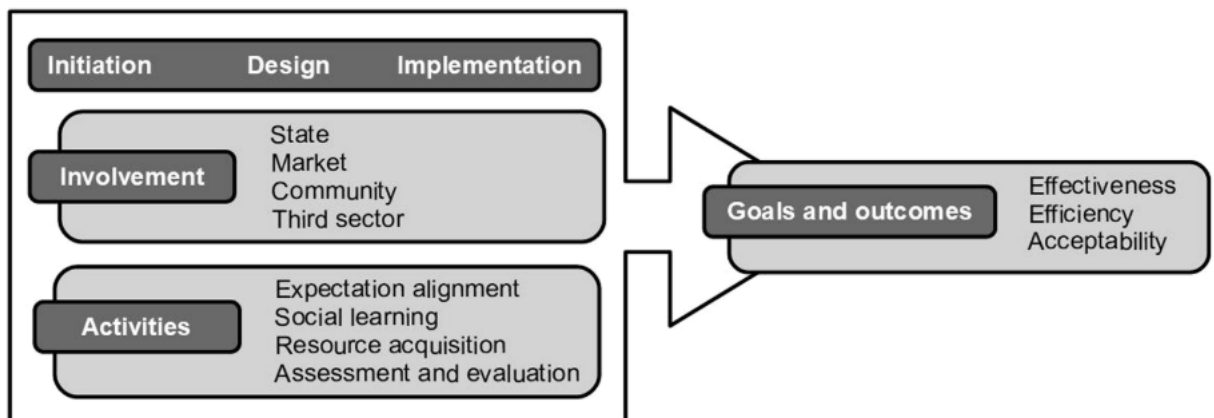 Initiation Design Implementation
Involvement
State
Market
Community
Third sector
Activities
Expectation alignment
Social learning
Resource acquisition
Assessment and evaluation
Goals and outcomes
Effectiveness
Efficiency
Acceptability